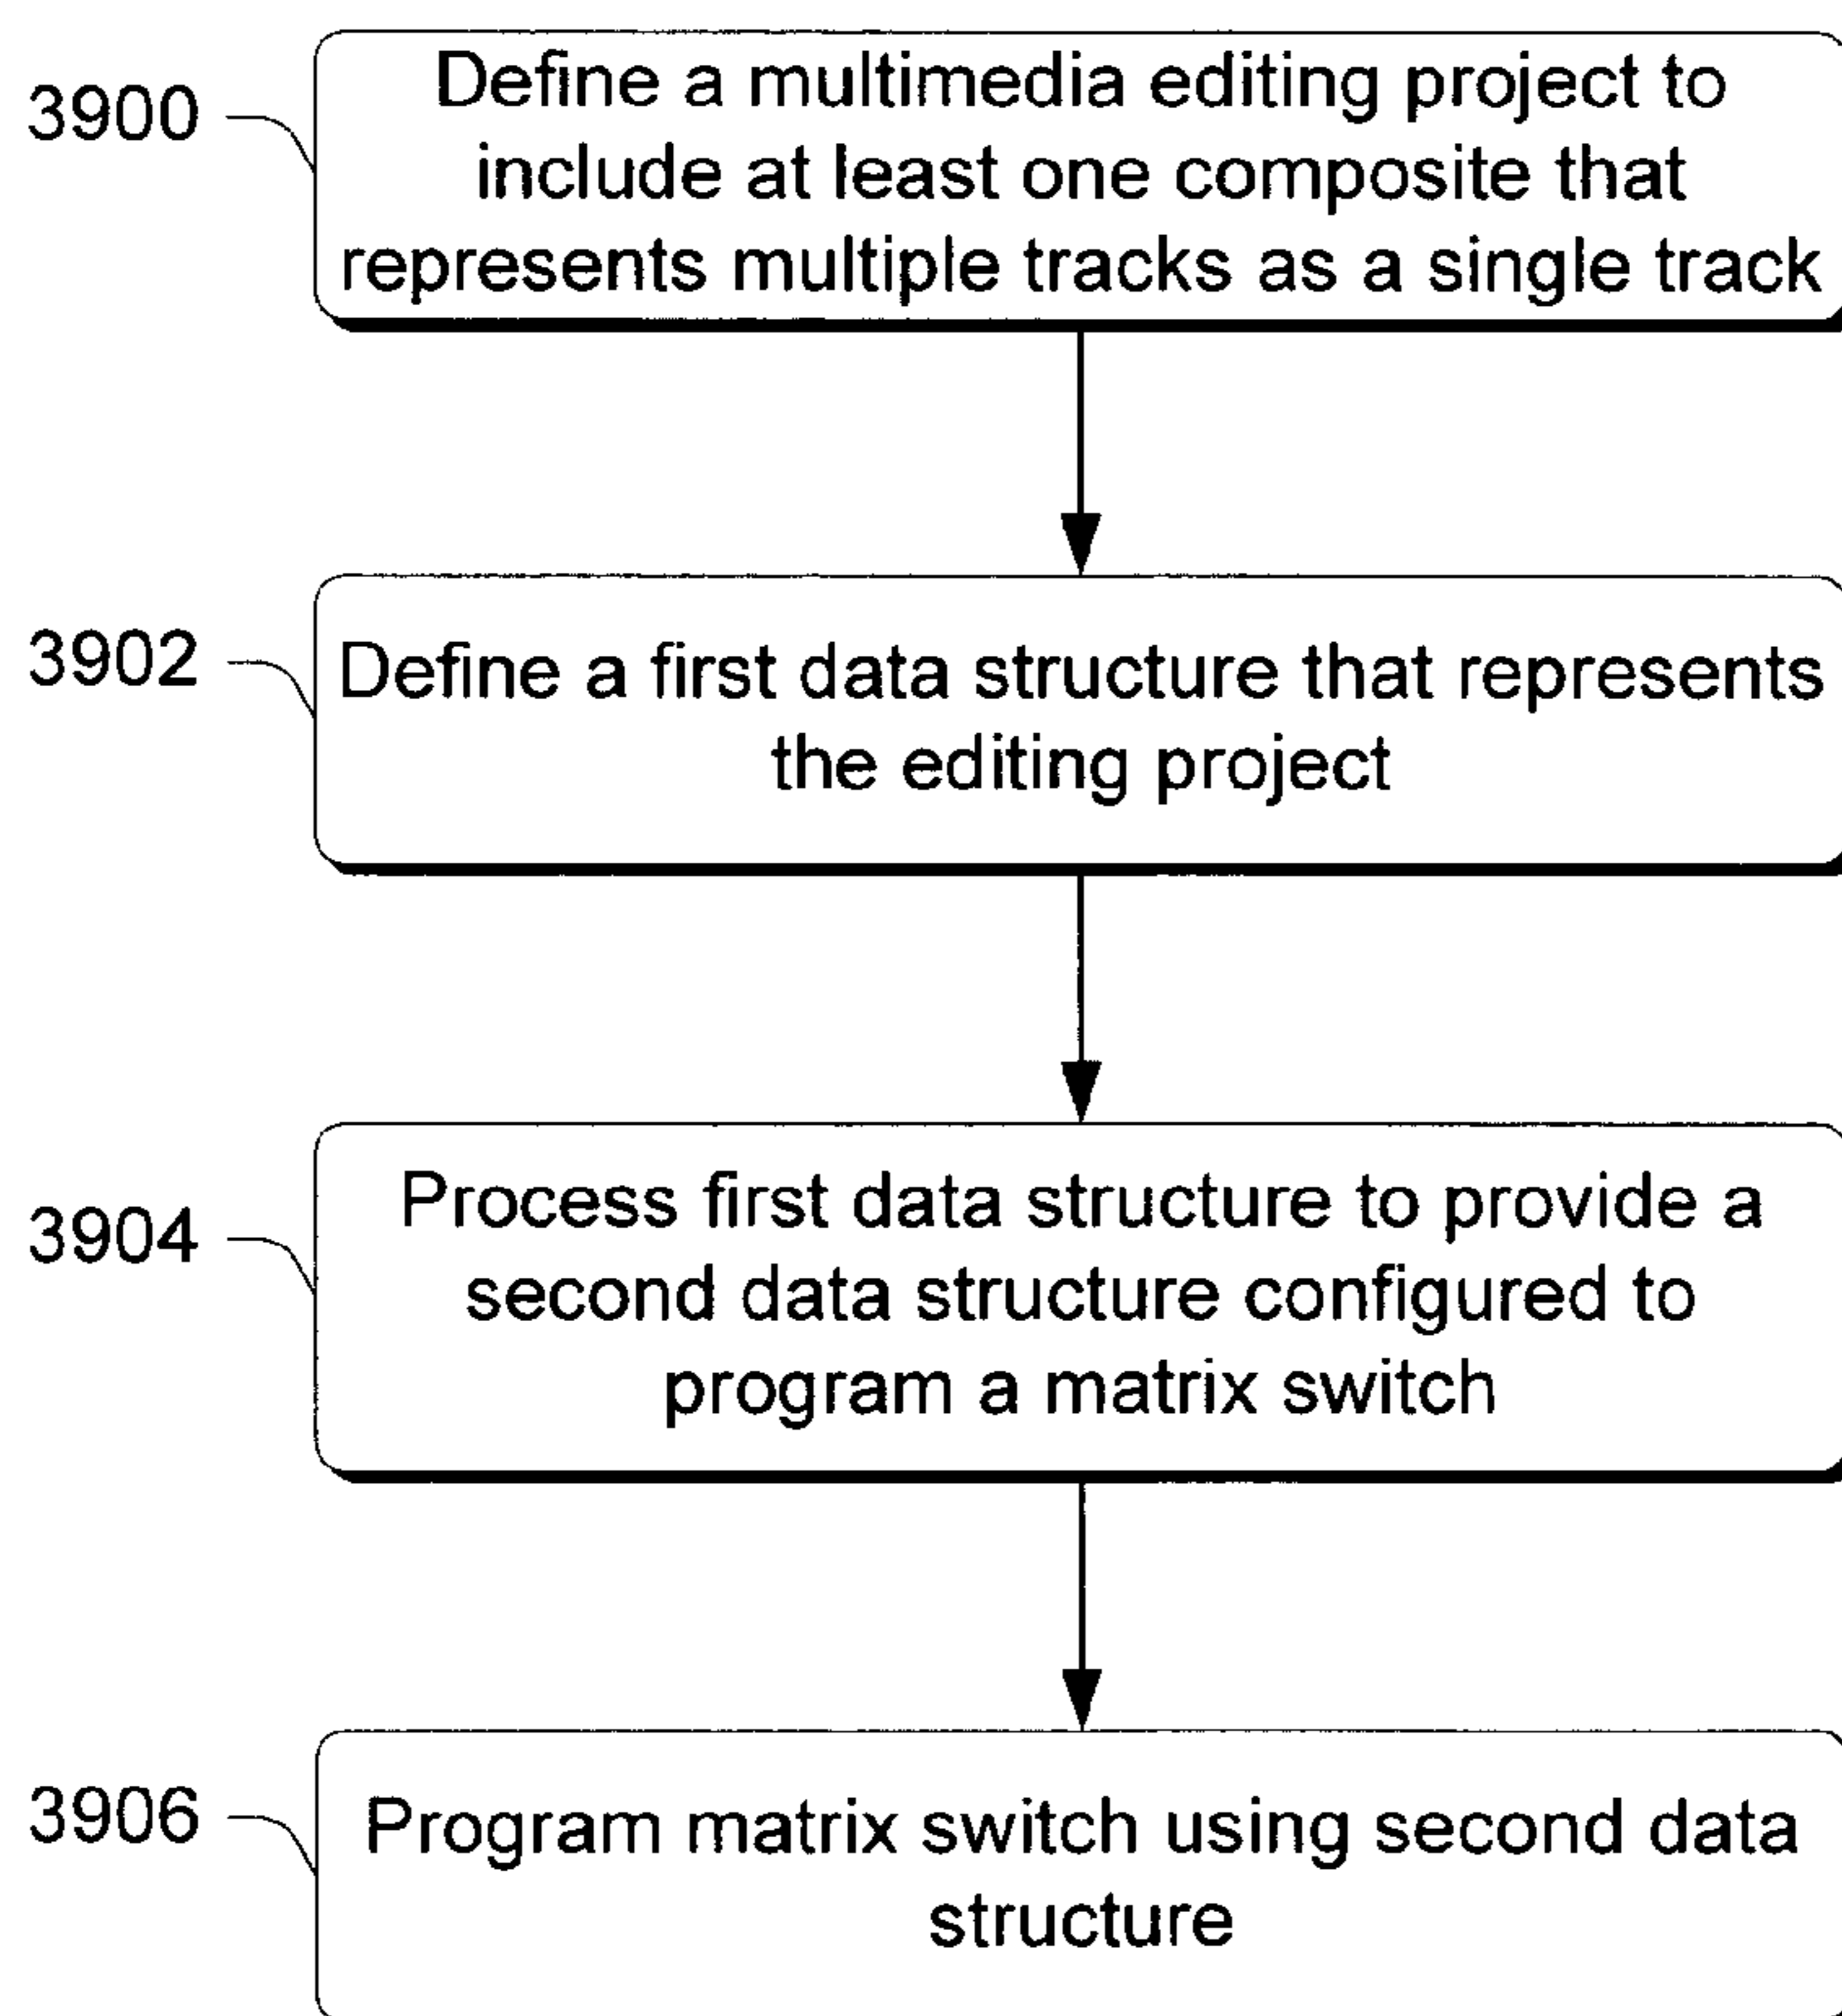 3900
Define a multimedia editing project to
include at least one composite that
represents multiple tracks as a single track
3902
Define a first data structure that represents
the editing project
3904
Process first data structure to provide a
second data structure configured to
program a matrix switch
3906
Program matrix switch using second data
structure